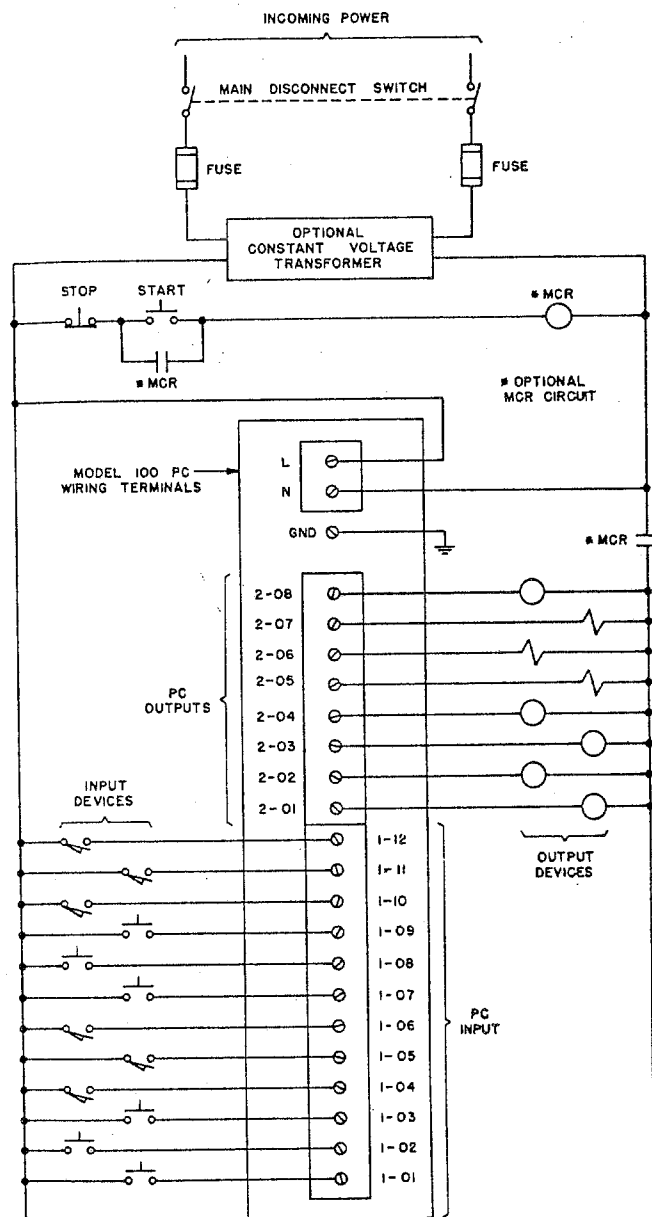 INCOMING POWER
MAIN DISCONNECT SWITCH
FUSE
FUSE
OPTIONAL
CONSTANT VOLTAGE
TRANSFORMER
STOP
START
* MCR
* MCR
* OPTIONAL
MCR CIRCUIT
MODEL 100 PC
WIRING TERMINALS
L
N
GND
* MCR
PC
OUTPUTS
2-08
2-07
2-06
2-05
2-04
2-03
2-02
2-01
INPUT
DEVICES
OUTPUT
DEVICES
1-12
1-11
1-10
1-09
1-08
1-07
1-06
1-05
1-04
1-03
1-02
1-01
PC
INPUT